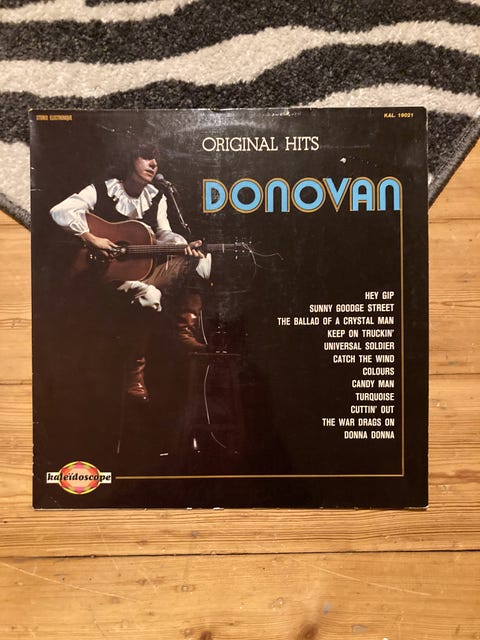 STEREO ELECTRONIQUE
KAL. 19021
ORIGINAL HITS
DONOVAN
HEY GIP
SUNNY GOODGE STREET
THE BALLAD OF A CRYSTAL MAN
KEEP ON TRUCKIN'
UNIVERSAL SOLDIER
CATCH THE WIND
COLOURS
CANDY MAN
TURQUOISE
CUTTIN' OUT
THE WAR DRAGS ON
DONNA DONNA
kaleidoscope